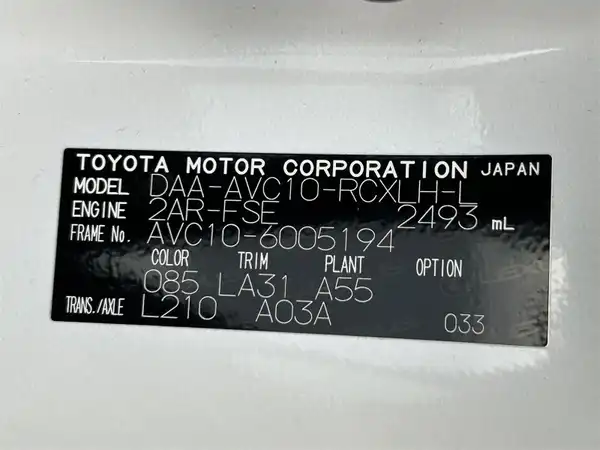 TOYOTA MOTOR CORPORATION JAPAN
MODEL DAA-AVC10-RCXLH-L
ENGINE 2AR-FSE 2493 mL
FRAME No. AVC10-6005194
COLOR TRIM PLANT OPTION
085 LA31 A55
TRANS./AXLE L210 A03A 033